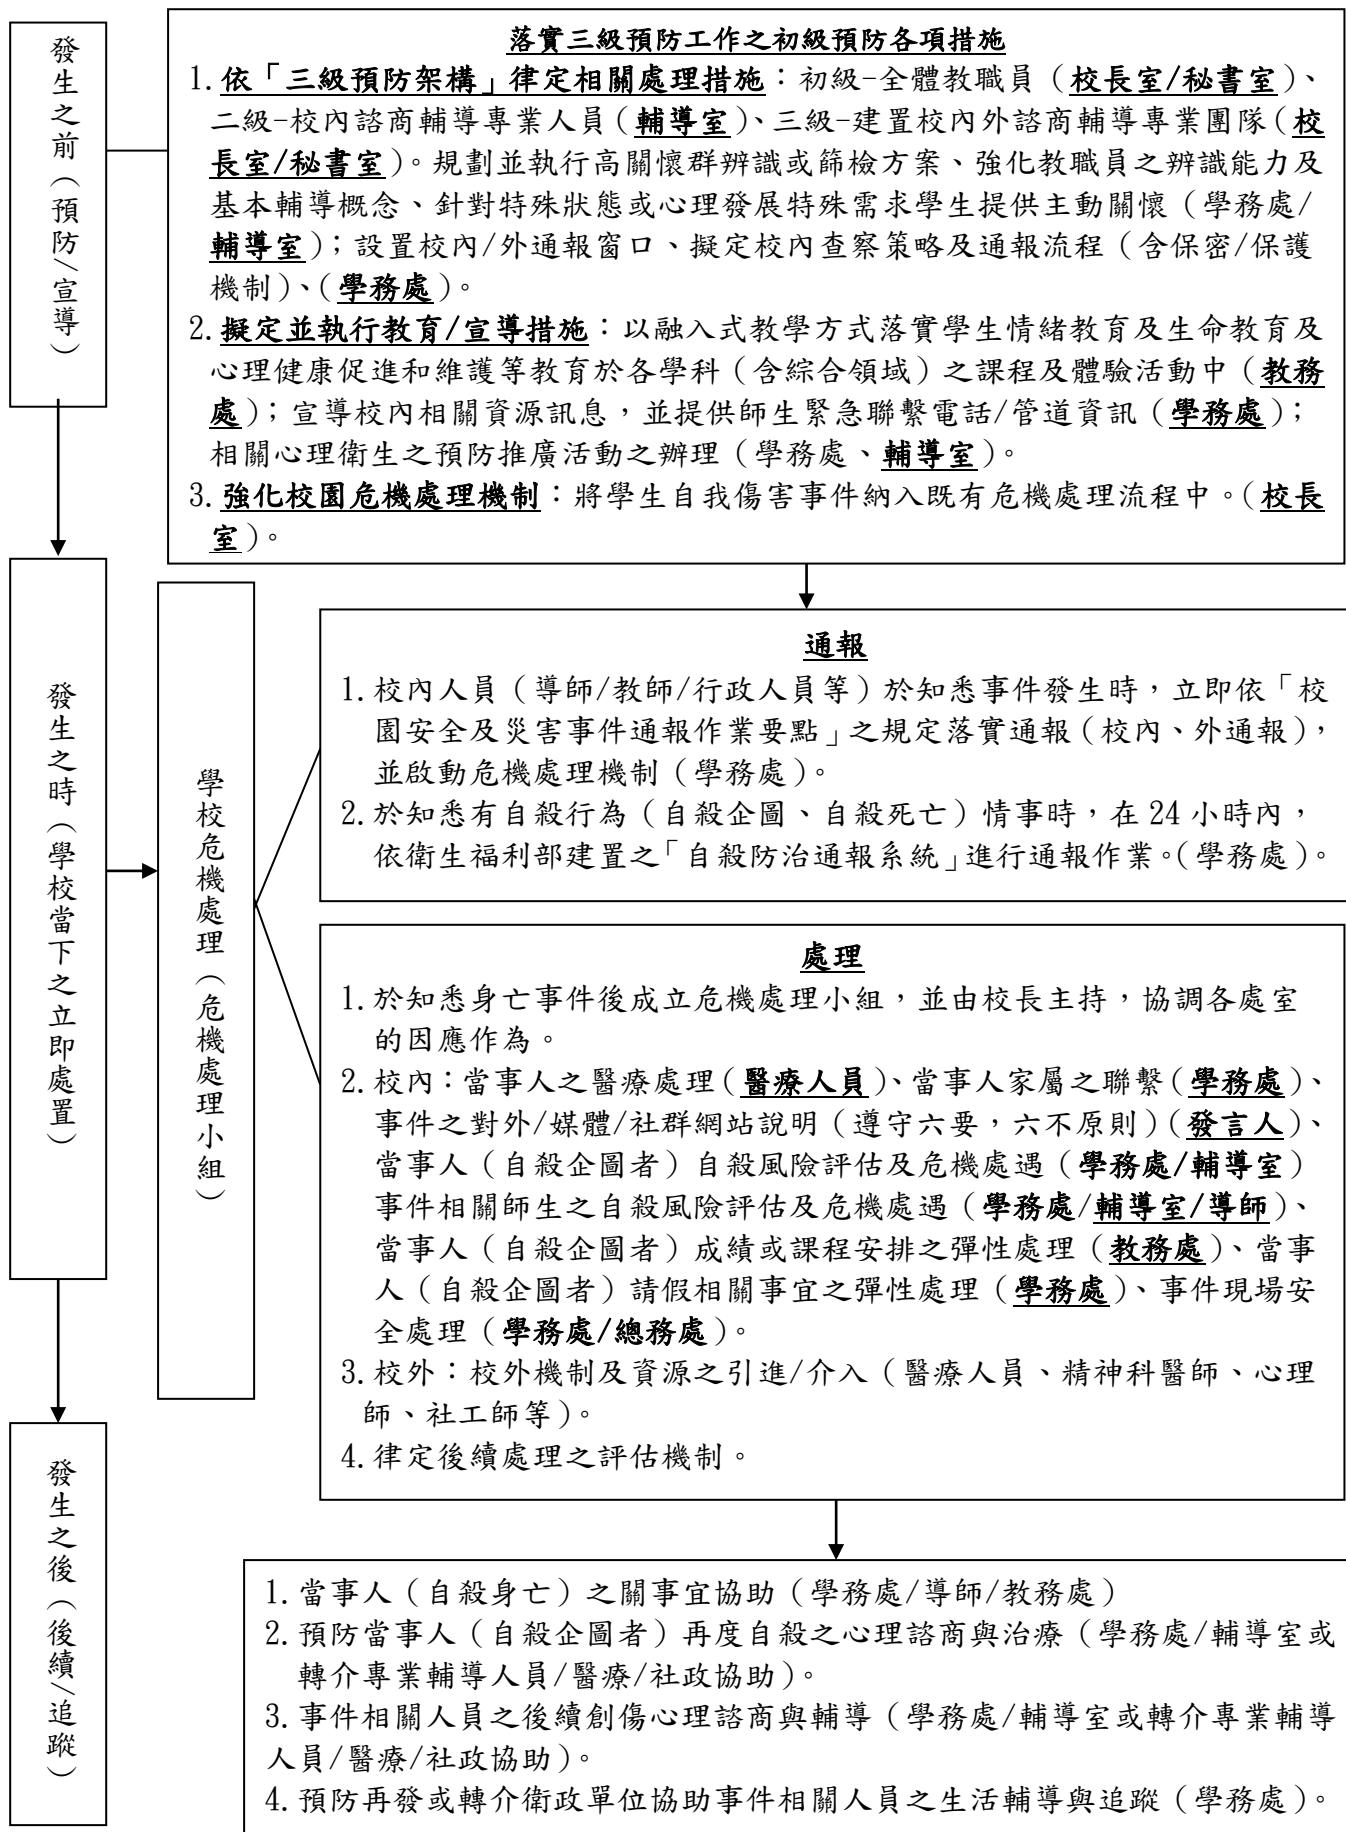 發生之前（預防/宣導）
落實三級預防工作之初級預防各項措施
1.依「三級預防架構」律定相關處理措施：初級-全體教職員（校長室/秘書室）、
二級-校內諮商輔導專業人員（輔導室）、三級-建置校內外諮商輔導專業團隊（校
長室/秘書室）。規劃並執行高關懷群辨識或篩檢方案、強化教職員之辨識能力及
基本輔導概念、針對特殊狀態或心理發展特殊需求學生提供主動關懷（學務處/
輔導室）；設置校內/外通報窗口、擬定校內查察策略及通報流程（含保密/保護
機制）、（學務處）。
2.擬定並執行教育/宣導措施：以融入式教學方式落實學生情緒教育及生命教育及
心理健康促進和維護等教育於各學科（含綜合領域）之課程及體驗活動中（教務
處）；宣導校內相關資源訊息，並提供師生緊急聯繫電話/管道資訊（學務處）；
相關心理衛生之預防推廣活動之辦理（學務處、輔導室）。
3.強化校園危機處理機制：將學生自我傷害事件納入既有危機處理流程中。（校長
室）。
發生之時（學校當下之立即處置）
學校危機處理（危機處理小組）
通報
1.校內人員（導師/教師/行政人員等）於知悉事件發生時，立即依「校
園安全及災害事件通報作業要點」之規定落實通報（校內、外通報），
並啟動危機處理機制（學務處）。
2.於知悉有自殺行為（自殺企圖、自殺死亡）情事時，在 24 小時內，
依衛生福利部建置之「自殺防治通報系統」進行通報作業。（學務處）。
處理
1.於知悉身亡事件後成立危機處理小組，並由校長主持，協調各處室
的因應作為。
2.校內：當事人之醫療處理（醫療人員）、當事人家屬之聯繫（學務處）、
事件之對外/媒體/社群網站說明（遵守六要，六不原則）（發言人）、
當事人（自殺企圖者）自殺風險評估及危機處遇（學務處/輔導室）
事件相關師生之自殺風險評估及危機處遇（學務處/輔導室/導師）、
當事人（自殺企圖者）成績或課程安排之彈性處理（教務處）、當事
人（自殺企圖者）請假相關事宜之彈性處理（學務處）、事件現場安
全處理（學務處/總務處）。
3.校外：校外機制及資源之引進/介入（醫療人員、精神科醫師、心理
師、社工師等）。
4.律定後續處理之評估機制。
發生之後（後續/追蹤）
1.當事人（自殺身亡）之關事宜協助（學務處/導師/教務處）
2.預防當事人（自殺企圖者）再度自殺之心理諮商與治療（學務處/輔導室或
轉介專業輔導人員/醫療/社政協助）。
3.事件相關人員之後續創傷心理諮商與輔導（學務處/輔導室或轉介專業輔導
人員/醫療/社政協助）。
4.預防再發或轉介衛政單位協助事件相關人員之生活輔導與追蹤（學務處）。